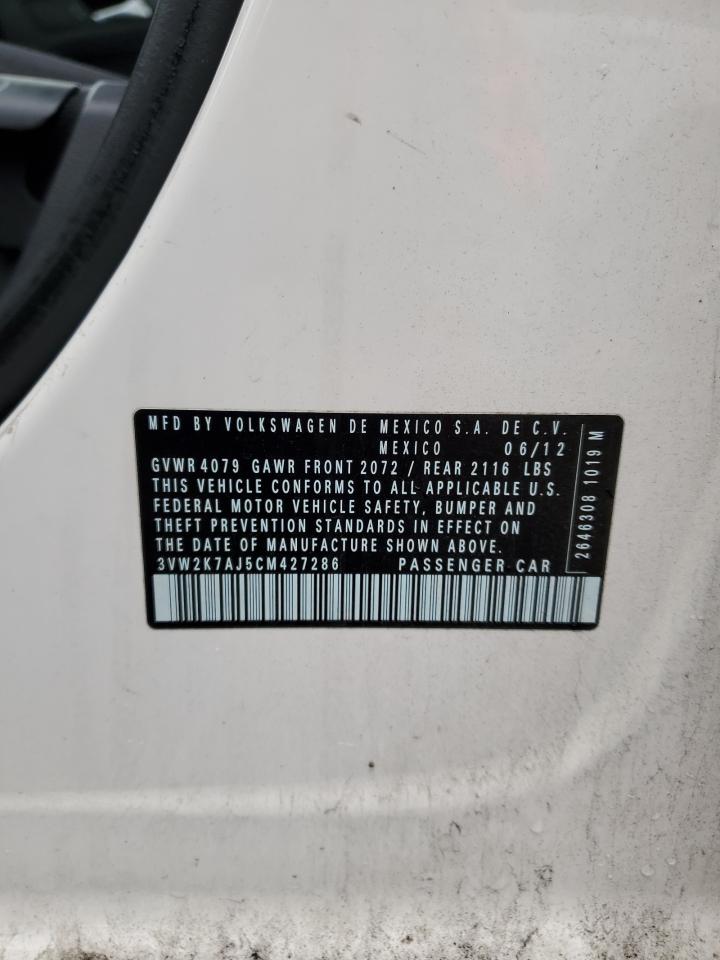 MFD BY VOLKSWAGEN DE MEXICO S.A. DE C.V.
MEXICO 06/12
GVWR 4079 GAWR FRONT 2072 / REAR 2116 LBS
THIS VEHICLE CONFORMS TO ALL APPLICABLE U.S.
FEDERAL MOTOR VEHICLE SAFETY, BUMPER AND
THEFT PREVENTION STANDARDS IN EFFECT ON
THE DATE OF MANUFACTURE SHOWN ABOVE.
3VW2K7AJ5CM427286 PASSENGER CAR
2646308 1019 M